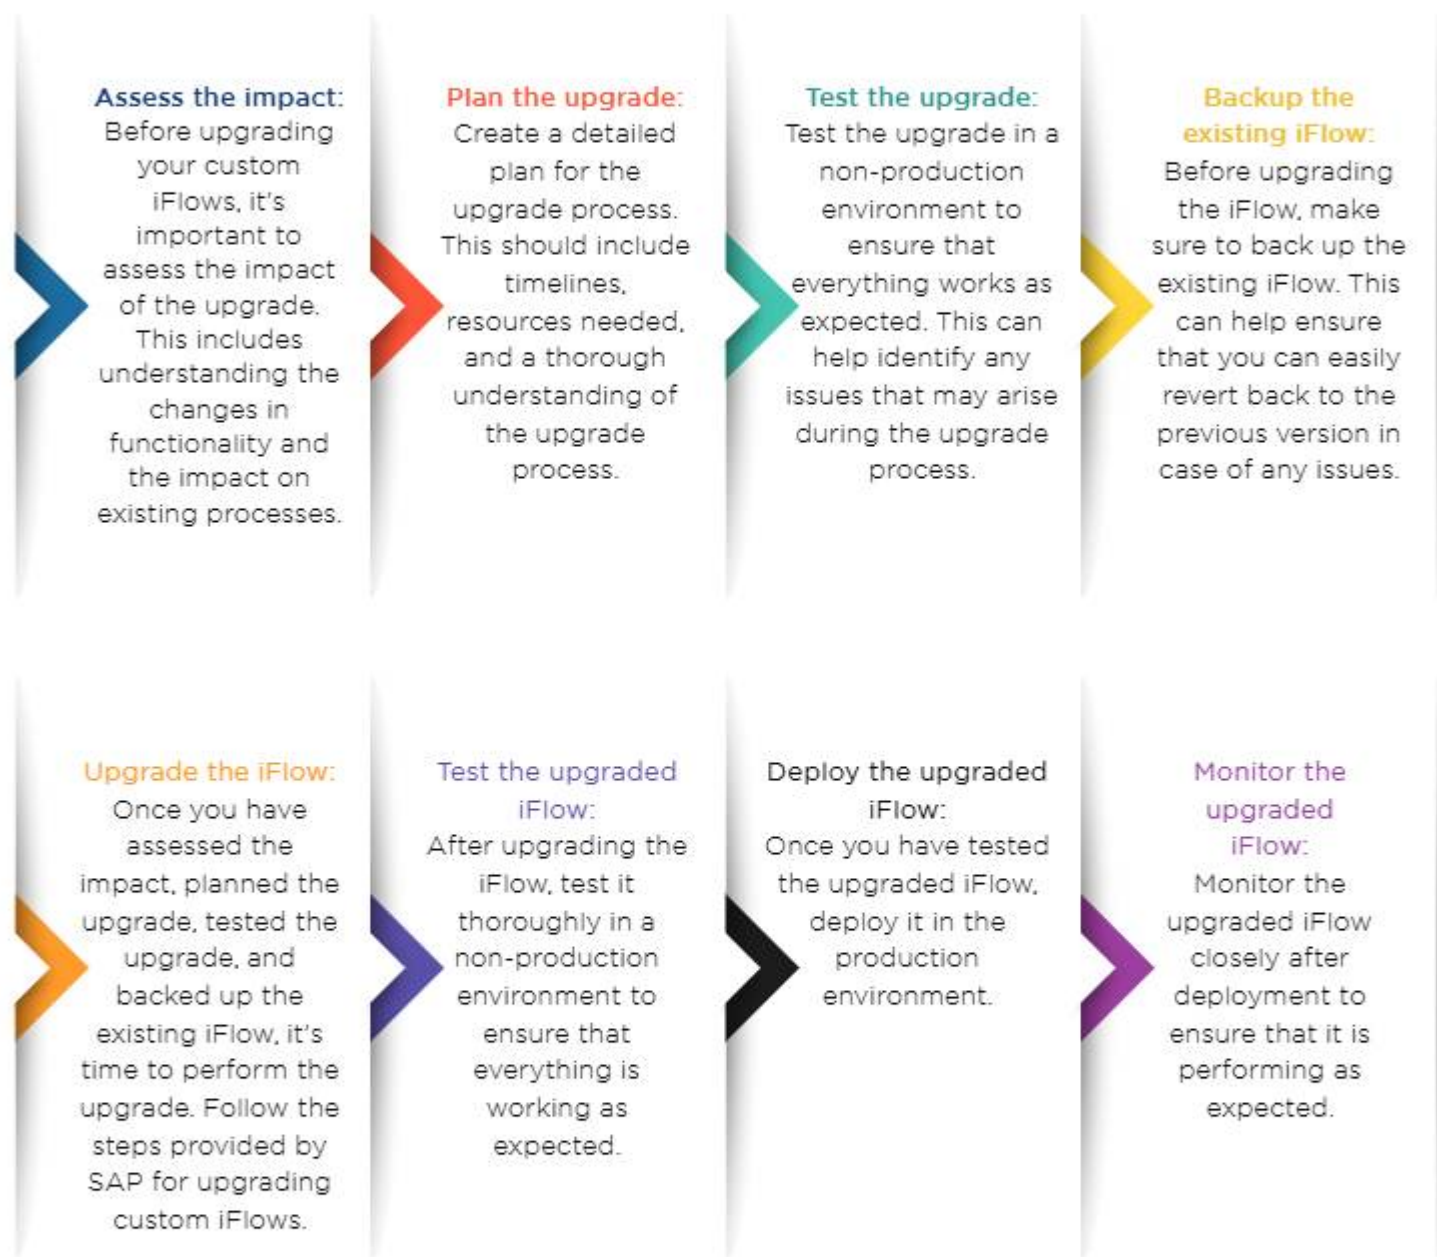 Assess the impact:
Before upgrading
your custom
iFlows, it's
important to
assess the impact
of the upgrade.
This includes
understanding the
changes in
functionality and
the impact on
existing processes.
Plan the upgrade:
Create a detailed
plan for the
upgrade process.
This should include
timelines,
resources needed,
and a thorough
understanding of
the upgrade
process.
Test the upgrade:
Test the upgrade in a
non-production
environment to
ensure that
everything works as
expected. This can
help identify any
issues that may arise
during the upgrade
process.
Backup the
existing iFlow:
Before upgrading
the iFlow, make
sure to back up the
existing iFlow. This
can help ensure
that you can easily
revert back to the
previous version in
case of any issues.
Upgrade the iFlow:
Once you have
assessed the
impact, planned the
upgrade, tested the
upgrade, and
backed up the
existing iFlow, it's
time to perform the
upgrade. Follow the
steps provided by
SAP for upgrading
custom iFlows.
Test the upgraded
iFlow:
After upgrading the
iFlow, test it
thoroughly in a
non-production
environment to
ensure that
everything is
working as
expected.
Deploy the upgraded
iFlow:
Once you have tested
the upgraded iFlow,
deploy it in the
production
environment.
Monitor the
upgraded
iFlow:
Monitor the
upgraded iFlow
closely after
deployment to
ensure that it is
performing as
expected.